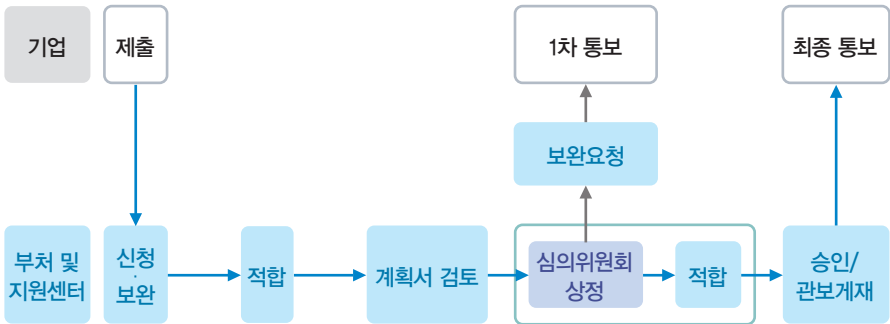 기업
제출
1차 통보
최종 통보
보완요청
부처 및
지원센터
신청
·
보완
적합
계획서 검토
심의위원회
상정
적합
승인/
관보게재